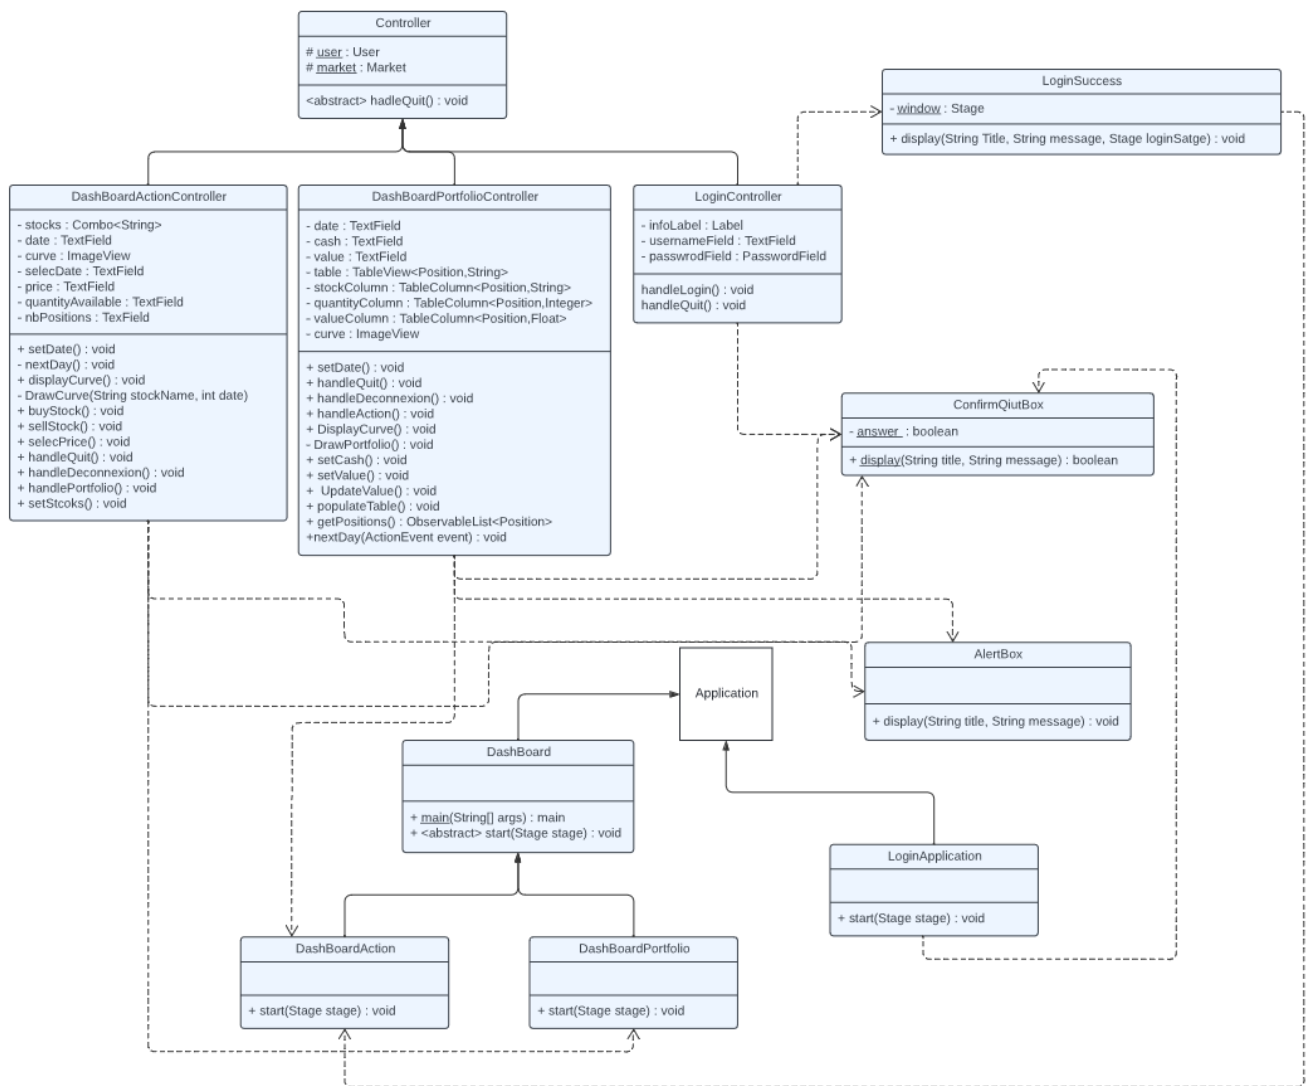 Controller
# user : User
# market : Market
<abstract> hadleQuit() : void
LoginSuccess
- window : Stage
+ display(String Title, String message, Stage loginSatge) : void
DashBoardActionController
- stocks : Combo<String>
- date : TextField
- curve : ImageView
- selecDate : TextField
- price : TextField
- quantityAvailable : TextField
- nbPositions : TexField
+ setDate() : void
- nextDay() : void
+ displayCurve() : void
- DrawCurve(String stockName, int date)
+ buyStock() : void
+ sellStock() : void
+ selecPrice() : void
+ handleQuit() : void
+ handleDeconnexion() : void
+ handlePortfolio() : void
+ setStcoks() : void
DashBoardPortfolioController
- date : TextField
- cash : TextField
- value : TextField
- table : TableView<Position,String>
- stockColumn : TableColumn<Position,String>
- quantityColumn : TableColumn<Position,Integer>
- valueColumn : TableColumn<Position,Float>
- curve : ImageView
+ setDate() : void
+ handleQuit() : void
+ handleDeconnexion() : void
+ handleAction() : void
+ DisplayCurve() : void
- DrawPortfolio() : void
+ setCash() : void
+ setValue() : void
+  UpdateValue() : void
+ populateTable() : void
+ getPositions() : ObservableList<Position>
+nextDay(ActionEvent event) : void
LoginController
- infoLabel : Label
- usernameField : TextField
- passwrodField : PasswordField
handleLogin() : void
handleQuit() : void
ConfirmQiutBox
- answer  : boolean
+ display(String title, String message) : boolean
AlertBox
+ display(String title, String message) : void
Application
DashBoard
+ main(String[] args) : main
+ <abstract> start(Stage stage) : void
LoginApplication
+ start(Stage stage) : void
DashBoardAction
+ start(Stage stage) : void
DashBoardPortfolio
+ start(Stage stage) : void